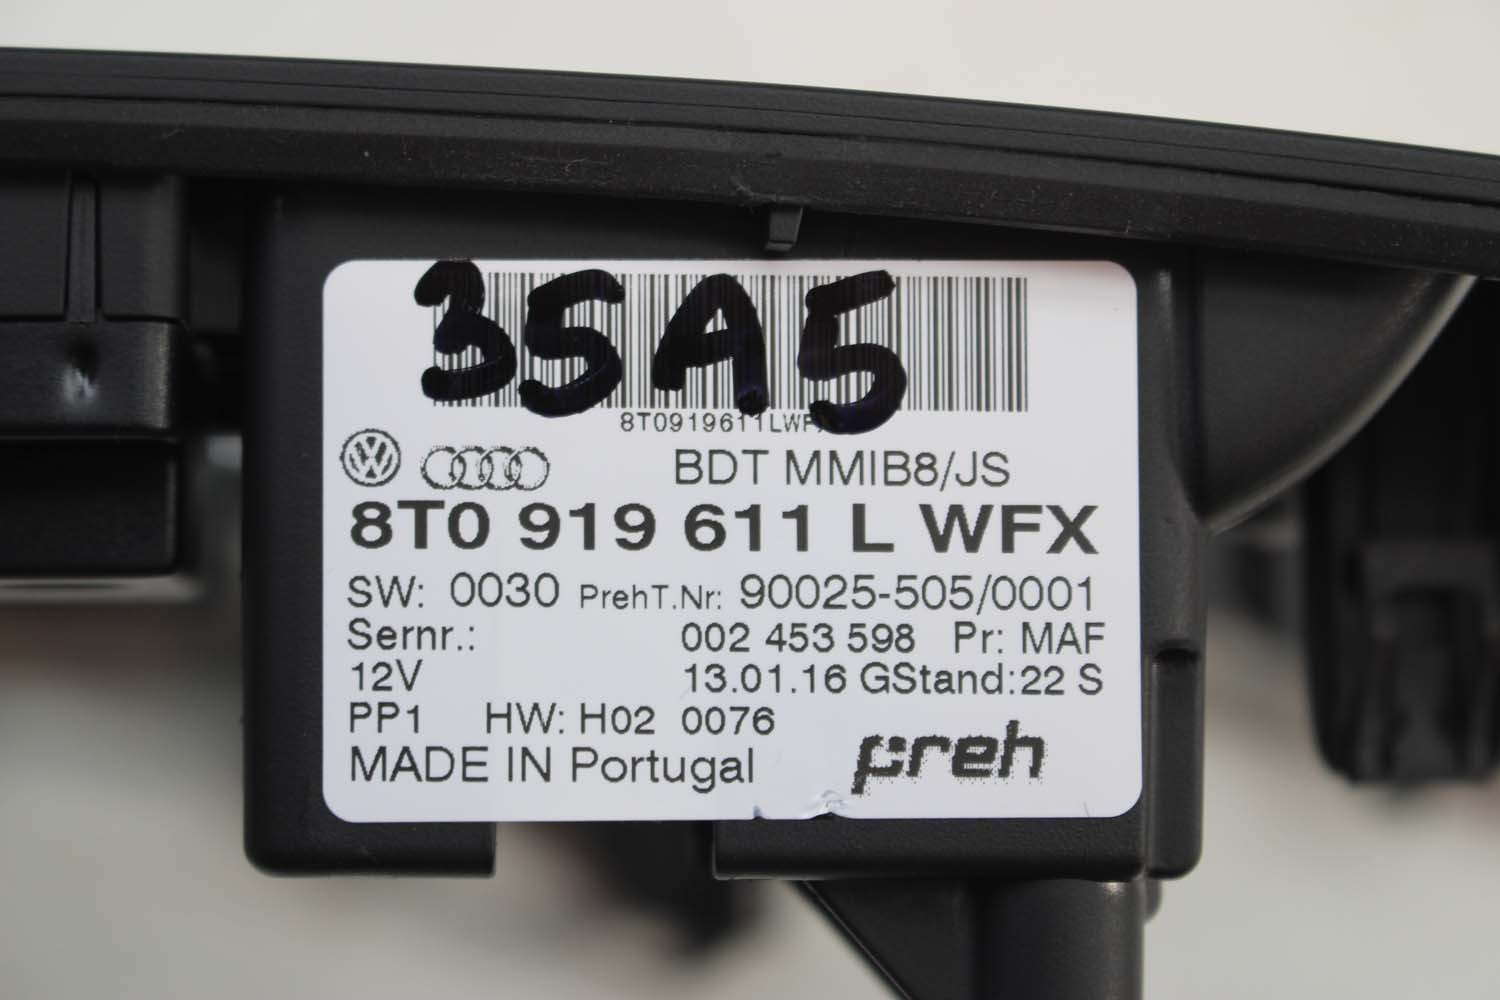 35A5
8T0919611LWFX
BDT MMIB8/JS
8T0 919 611 L WFX
SW: 0030 PrehT.Nr: 90025-505/0001
Sernr.: 002 453 598 Pr: MAF
12V 13.01.16 GStand:22 S
PP1 HW: H02 0076
MADE IN Portugal preh